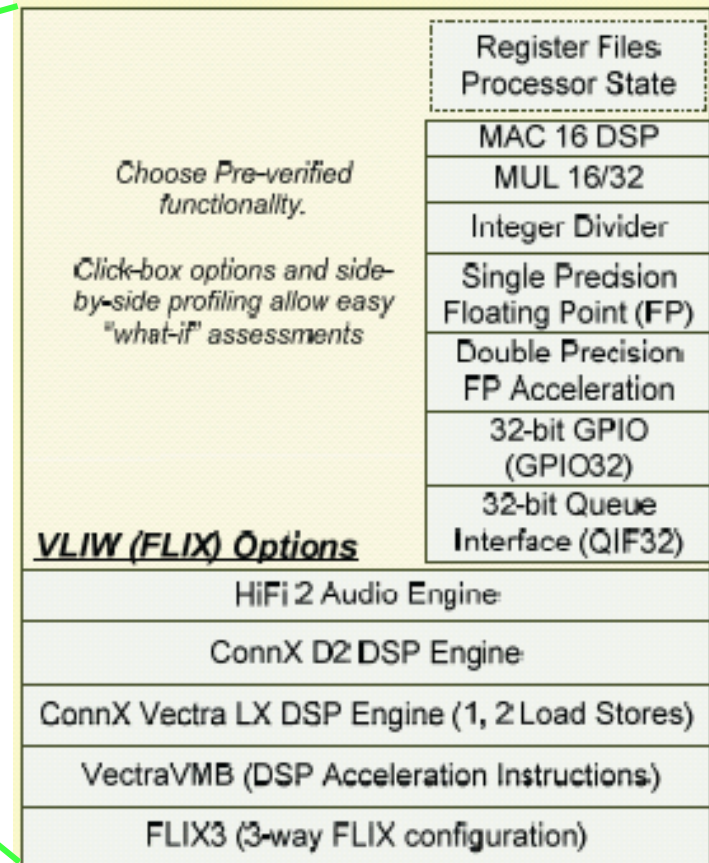 Register Files
Processor State
MAC 16 DSP
MUL 16/32
Integer Divider
Single Precision
Floating Point (FP)
Double Precision
FP Acceleration
32-bit GPIO
(GPIO32)
32-bit Queue
Interface (QIF32)
Choose Pre-verified
functionality.
Click-box options and side-
by-side profiling allow easy
"what-if" assessments
VLIW (FLIX) Options
HiFi 2 Audio Engine
ConnX D2 DSP Engine
ConnX Vectra LX DSP Engine (1, 2 Load Stores)
VectraVMB (DSP Acceleration Instructions)
FLIX3 (3-way FLIX configuration)